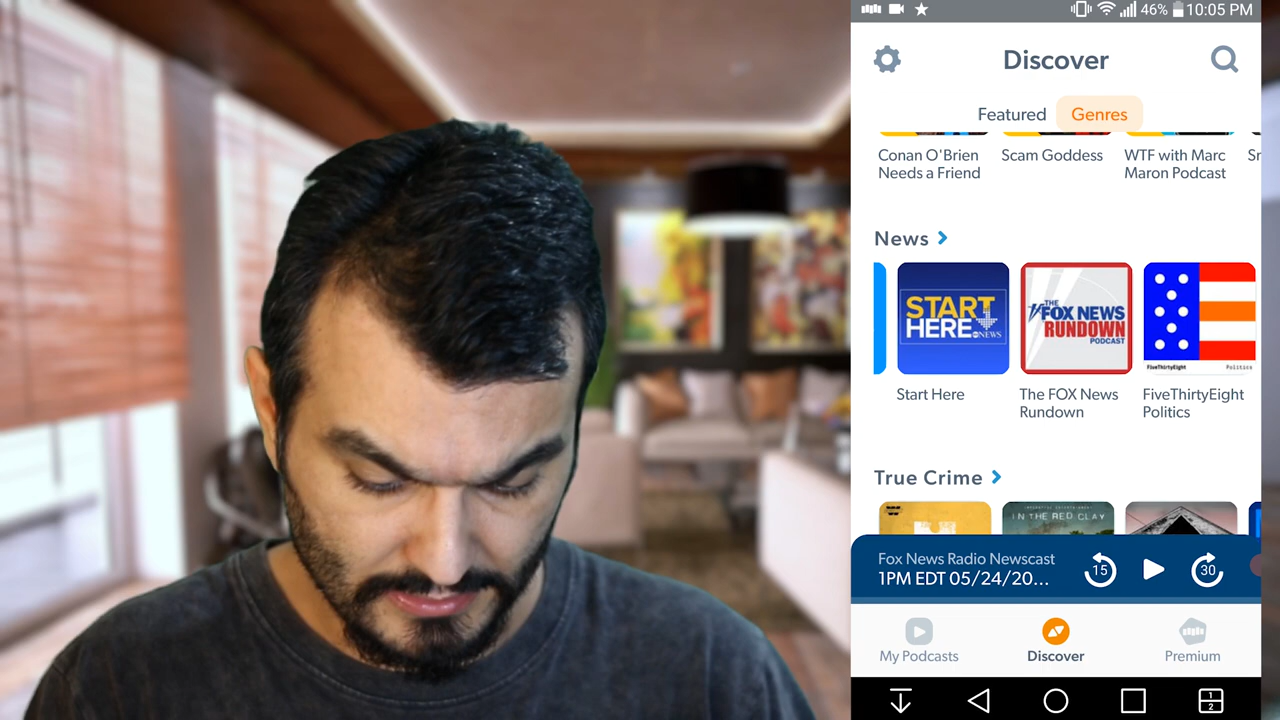 46% 10:05 PM
Discover
Featured Genres
Conan O'Brien
Needs a Friend
Scam Goddess
WTF with Marc
Maron Podcast
News
START
HERE
abc NEWS
THE
FOX NEWS
RUNDOWN
PODCAST
FiveThirtyEight Politics
Start Here
The FOX News
Rundown
FiveThirtyEight
Politics
True Crime
IN THE RED CLAY
Fox News Radio Newscast
1PM EDT 05/24/20...
15
30
My Podcasts
Discover
Premium
1
2